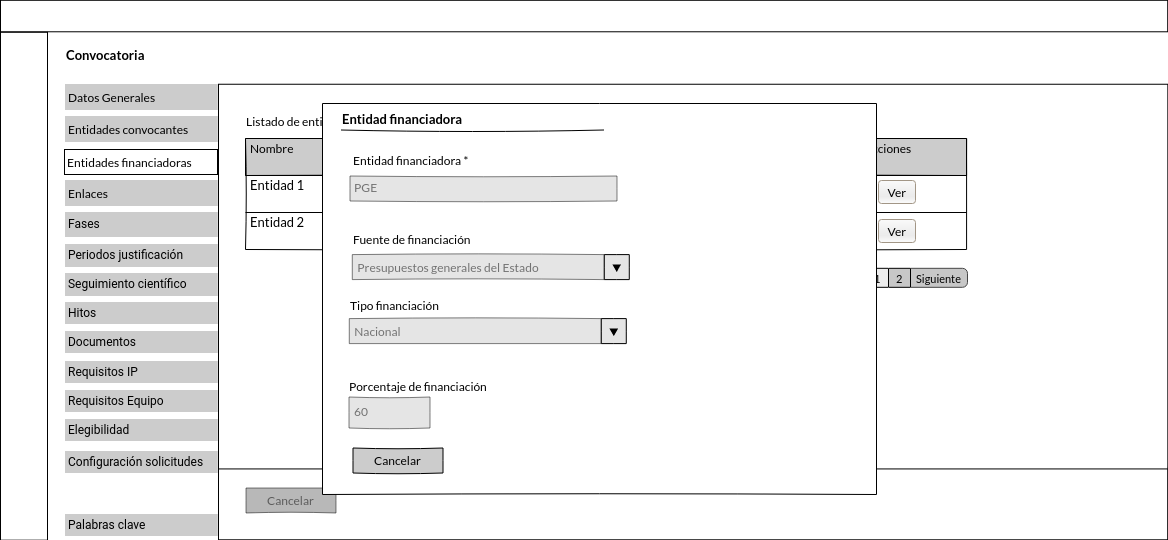 Convocatoria
Datos Generales
Entidades convocantes
Entidades financiadoras
Enlaces
Fases
Periodos justificación
Seguimiento científico
Hitos
Documentos
Requisitos IP
Requisitos Equipo
Elegibilidad
Configuración solicitudes
Palabras clave
Listado de enti
Nombre
ciones
Entidad 1
Ver
Entidad 2
Ver
1 2 Siguiente
Cancelar
Entidad financiadora
Entidad financiadora *
PGE
Fuente de financiación
Presupuestos generales del Estado
Tipo financiación
Nacional
Porcentaje de financiación
60
Cancelar